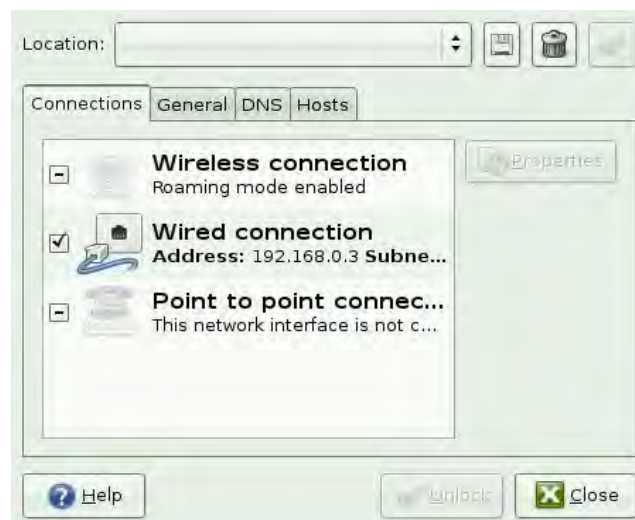 Location:
Connections General DNS Hosts
Wireless connection
Roaming mode enabled
Properties
Wired connection
Address: 192.168.0.3 Subne...
Point to point connec...
This network interface is not c...
Help
Unlock
Close